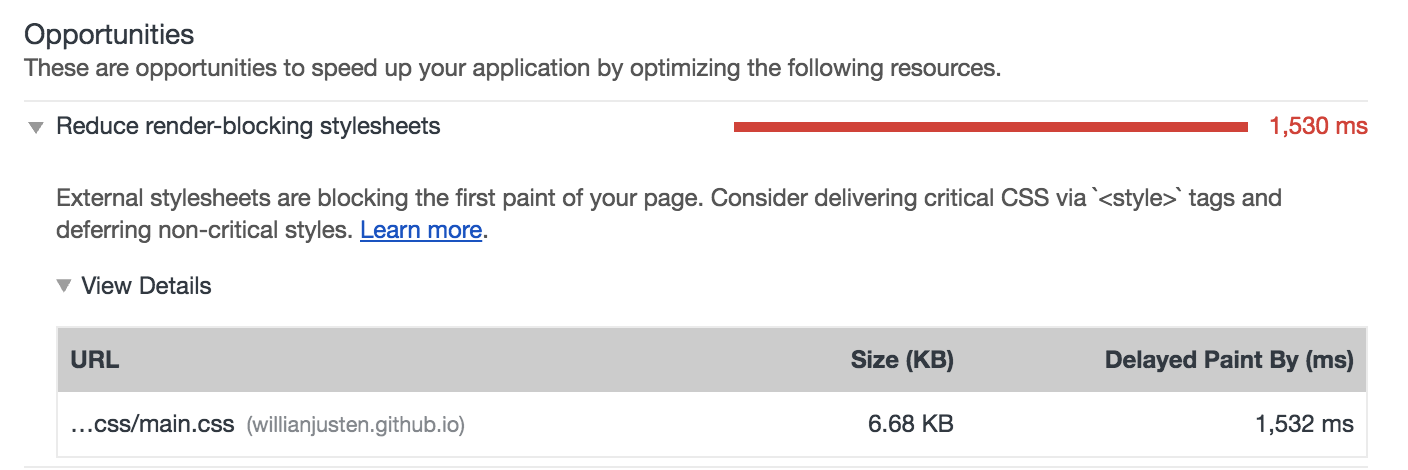 Opportunities
These are opportunities to speed up your application by optimizing the following resources.
Reduce render-blocking stylesheets 1,530 ms
External stylesheets are blocking the first paint of your page. Consider delivering critical CSS via `<style>` tags and
deferring non-critical styles. Learn more.
View Details
URL Size (KB) Delayed Paint By (ms)
…css/main.css (willianjusten.github.io) 6.68 KB 1,532 ms